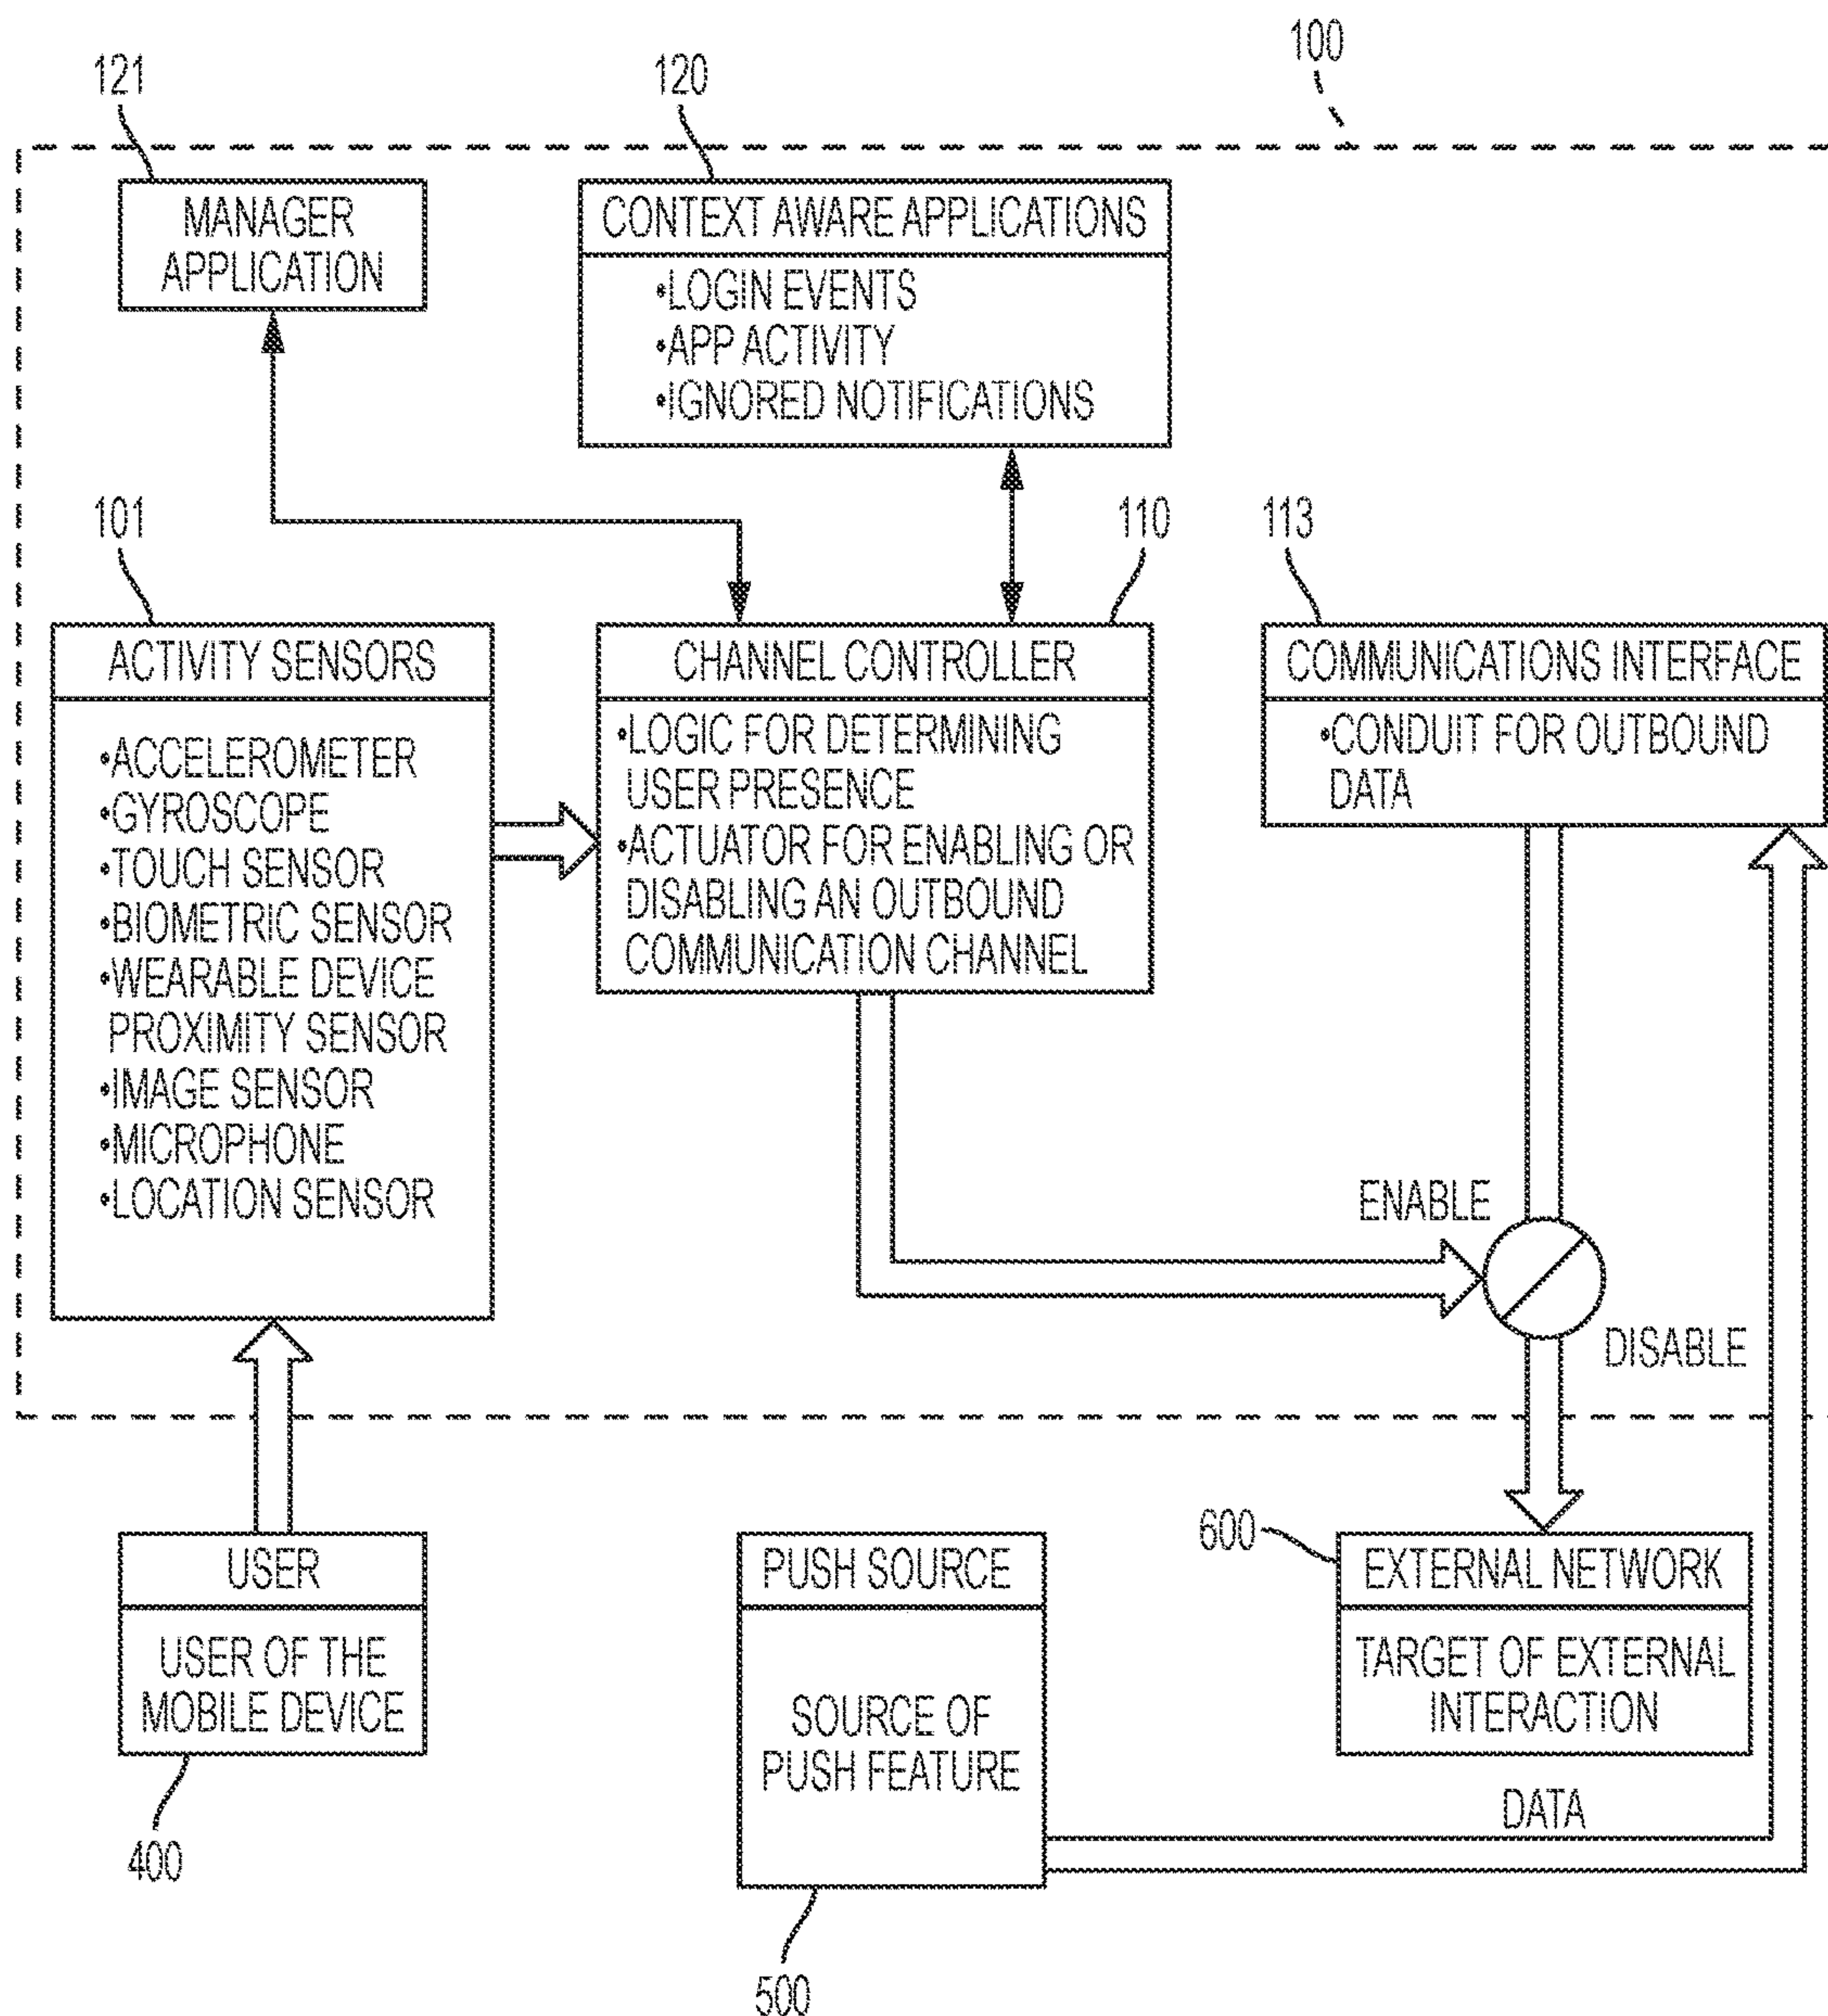 100
121
120
MANAGER
APPLICATION
CONTEXT AWARE APPLICATIONS
•LOGIN EVENTS
•APP ACTIVITY
•IGNORED NOTIFICATIONS
101
110
113
ACTIVITY SENSORS
•ACCELEROMETER
•GYROSCOPE
•TOUCH SENSOR
•BIOMETRIC SENSOR
•WEARABLE DEVICE
PROXIMITY SENSOR
•IMAGE SENSOR
•MICROPHONE
•LOCATION SENSOR
CHANNEL CONTROLLER
•LOGIC FOR DETERMINING
USER PRESENCE
•ACTUATOR FOR ENABLING OR
DISABLING AN OUTBOUND
COMMUNICATION CHANNEL
COMMUNICATIONS INTERFACE
•CONDUIT FOR OUTBOUND
DATA
ENABLE
DISABLE
USER
USER OF THE
MOBILE DEVICE
400
PUSH SOURCE
SOURCE OF
PUSH FEATURE
500
600
EXTERNAL NETWORK
TARGET OF EXTERNAL
INTERACTION
DATA